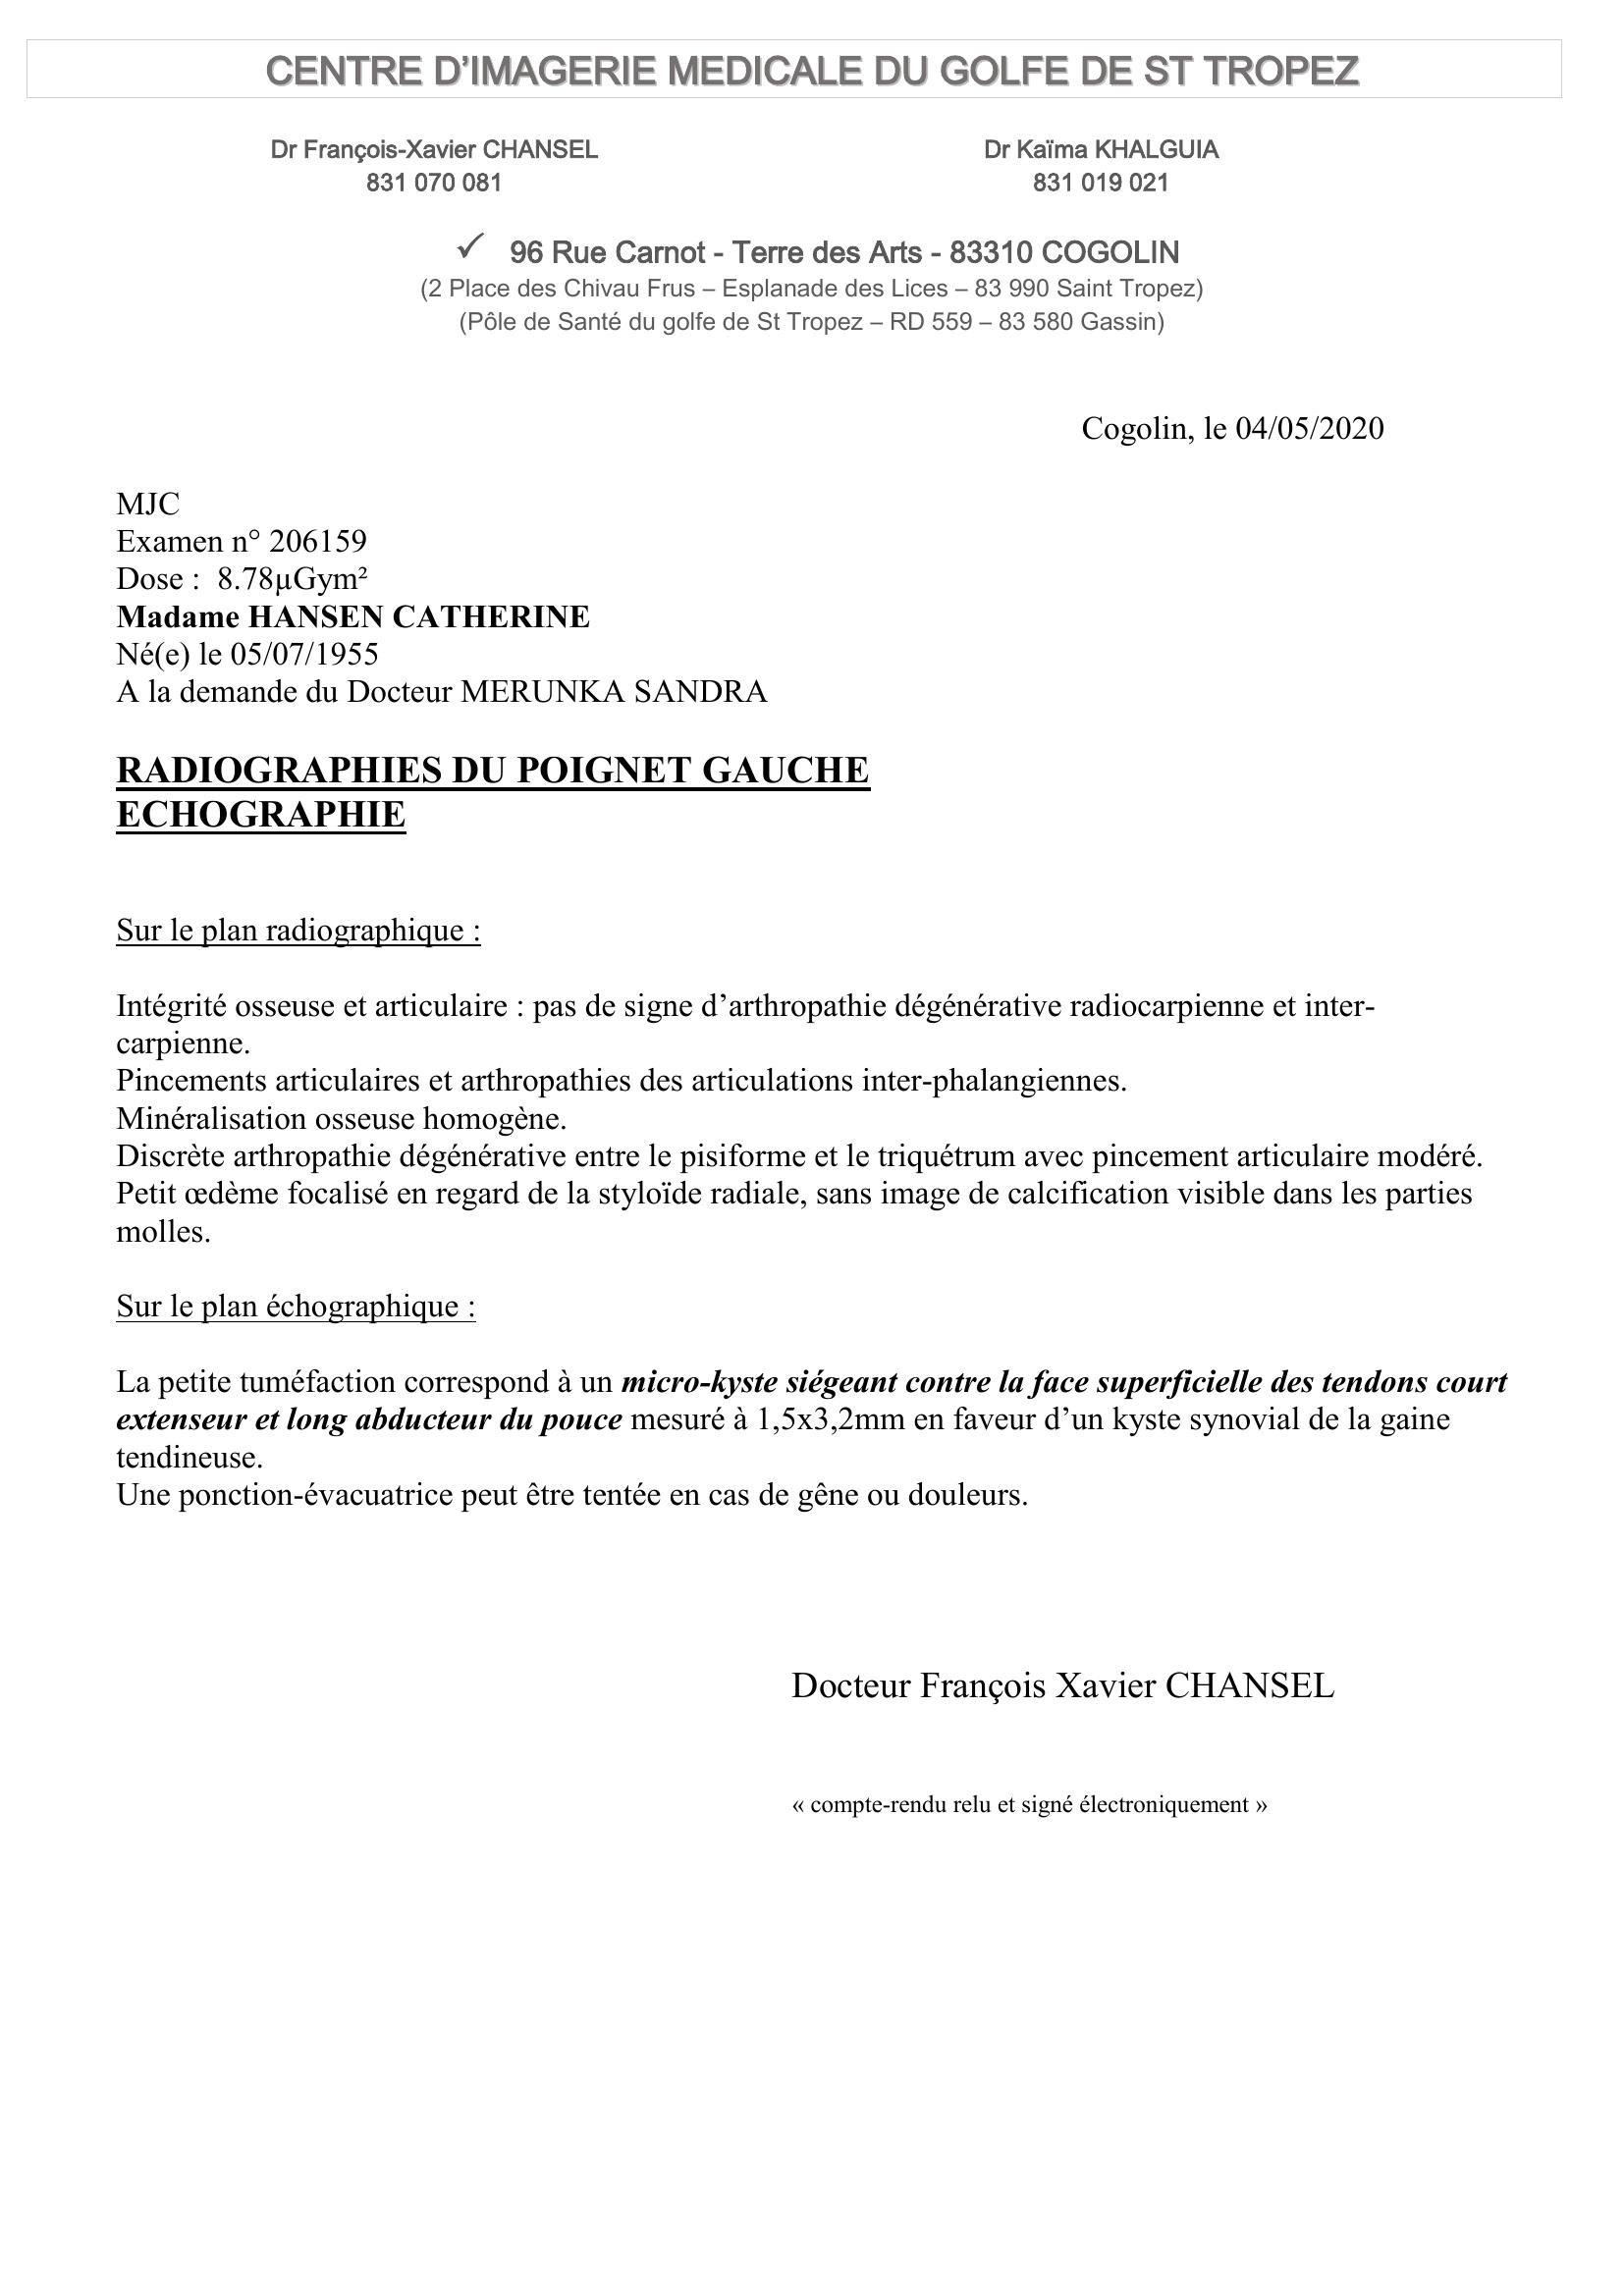 CENTRE D’IMAGERIE MEDICALE DU GOLFE DE ST TROPEZ
Dr François-Xavier CHANSEL
831 070 081
Dr Kaïma KHALGUIA
831 019 021
✓ 96 Rue Carnot - Terre des Arts - 83310 COGOLIN
(2 Place des Chivau Frus – Esplanade des Lices – 83 990 Saint Tropez)
(Pôle de Santé du golfe de St Tropez – RD 559 – 83 580 Gassin)
Cogolin, le 04/05/2020
MJC
Examen n° 206159
Dose : 8.78µGym²
Madame HANSEN CATHERINE
Né(e) le 05/07/1955
A la demande du Docteur MERUNKA SANDRA
RADIOGRAPHIES DU POIGNET GAUCHE
ECHOGRAPHIE
Sur le plan radiographique :
Intégrité osseuse et articulaire : pas de signe d’arthropathie dégénérative radiocarpienne et inter-
carpienne.
Pincements articulaires et arthropathies des articulations inter-phalangiennes.
Minéralisation osseuse homogène.
Discrète arthropathie dégénérative entre le pisiforme et le triquétrum avec pincement articulaire modéré.
Petit œdème focalisé en regard de la styloïde radiale, sans image de calcification visible dans les parties
molles.
Sur le plan échographique :
La petite tuméfaction correspond à un micro-kyste siégeant contre la face superficielle des tendons court
extenseur et long abducteur du pouce mesuré à 1,5x3,2mm en faveur d’un kyste synovial de la gaine
tendineuse.
Une ponction-évacuatrice peut être tentée en cas de gêne ou douleurs.
Docteur François Xavier CHANSEL
« compte-rendu relu et signé électroniquement »